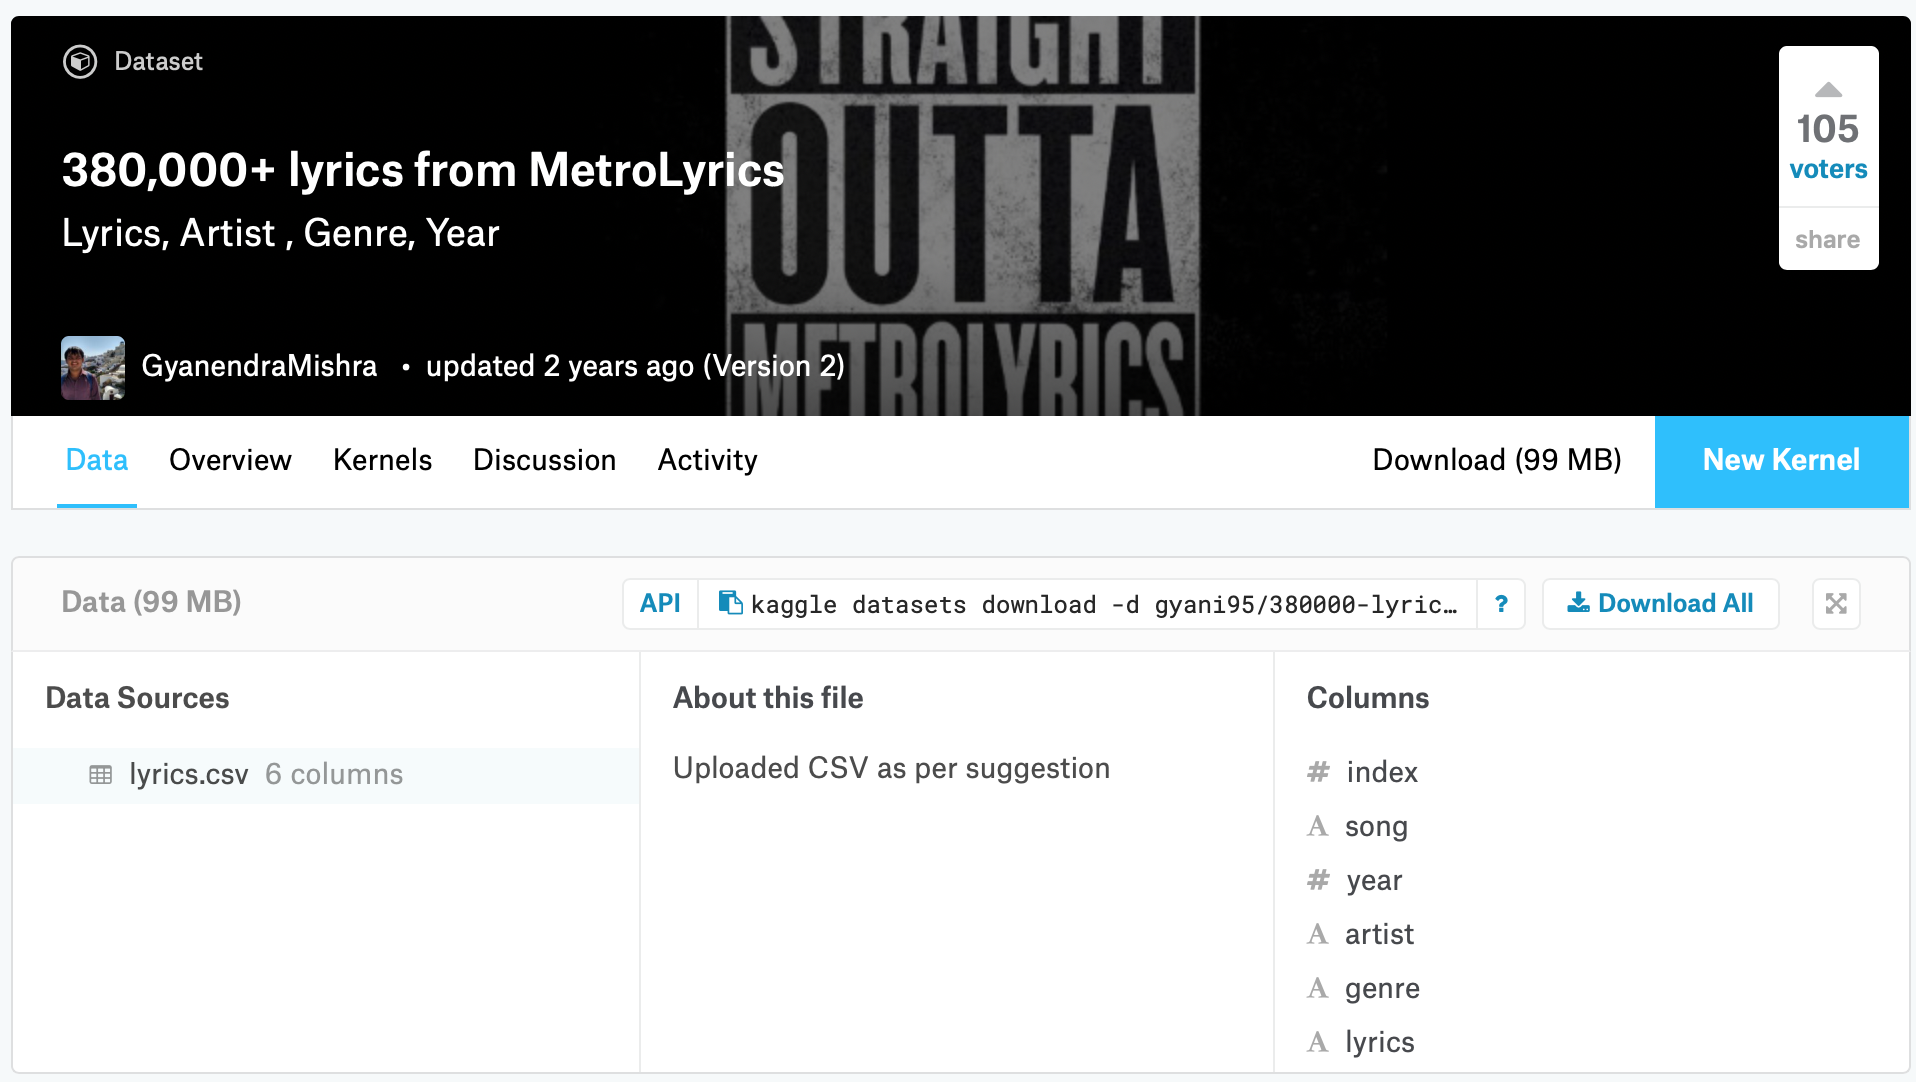 Dataset
STRAIGHT
OUTTA
METROLYRICS
380,000+ lyrics from MetroLyrics
Lyrics, Artist , Genre, Year
GyanendraMishra • updated 2 years ago (Version 2)
105
voters
share
Data Overview Kernels Discussion Activity Download (99 MB) New Kernel
Data (99 MB) API kaggle datasets download -d gyani95/380000-lyric… ? Download All
Data Sources
lyrics.csv 6 columns
About this file
Uploaded CSV as per suggestion
Columns
# index
A song
# year
A artist
A genre
A lyrics